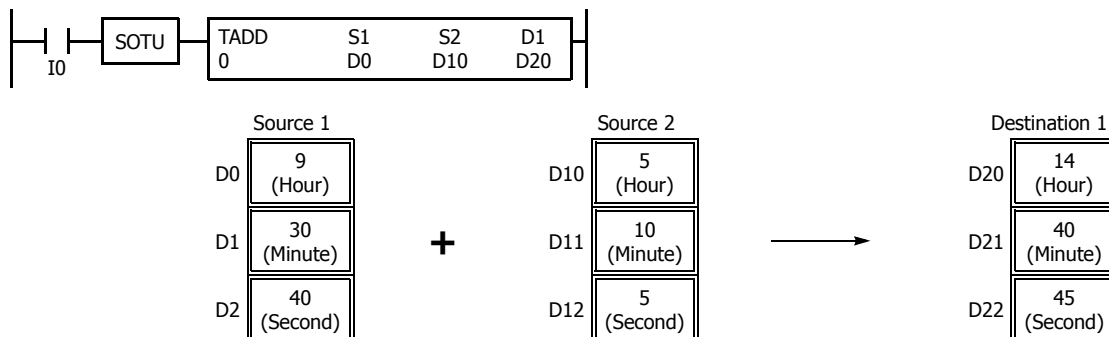 SOTU
TADD S1 S2 D1
0 D0 D10 D20
I0
Source 1 Source 2 Destination 1
D0 9 (Hour) D10 5 (Hour) D20 14 (Hour)
D1 30 (Minute) + D11 10 (Minute) D21 40 (Minute)
D2 40 (Second) D12 5 (Second) D22 45 (Second)